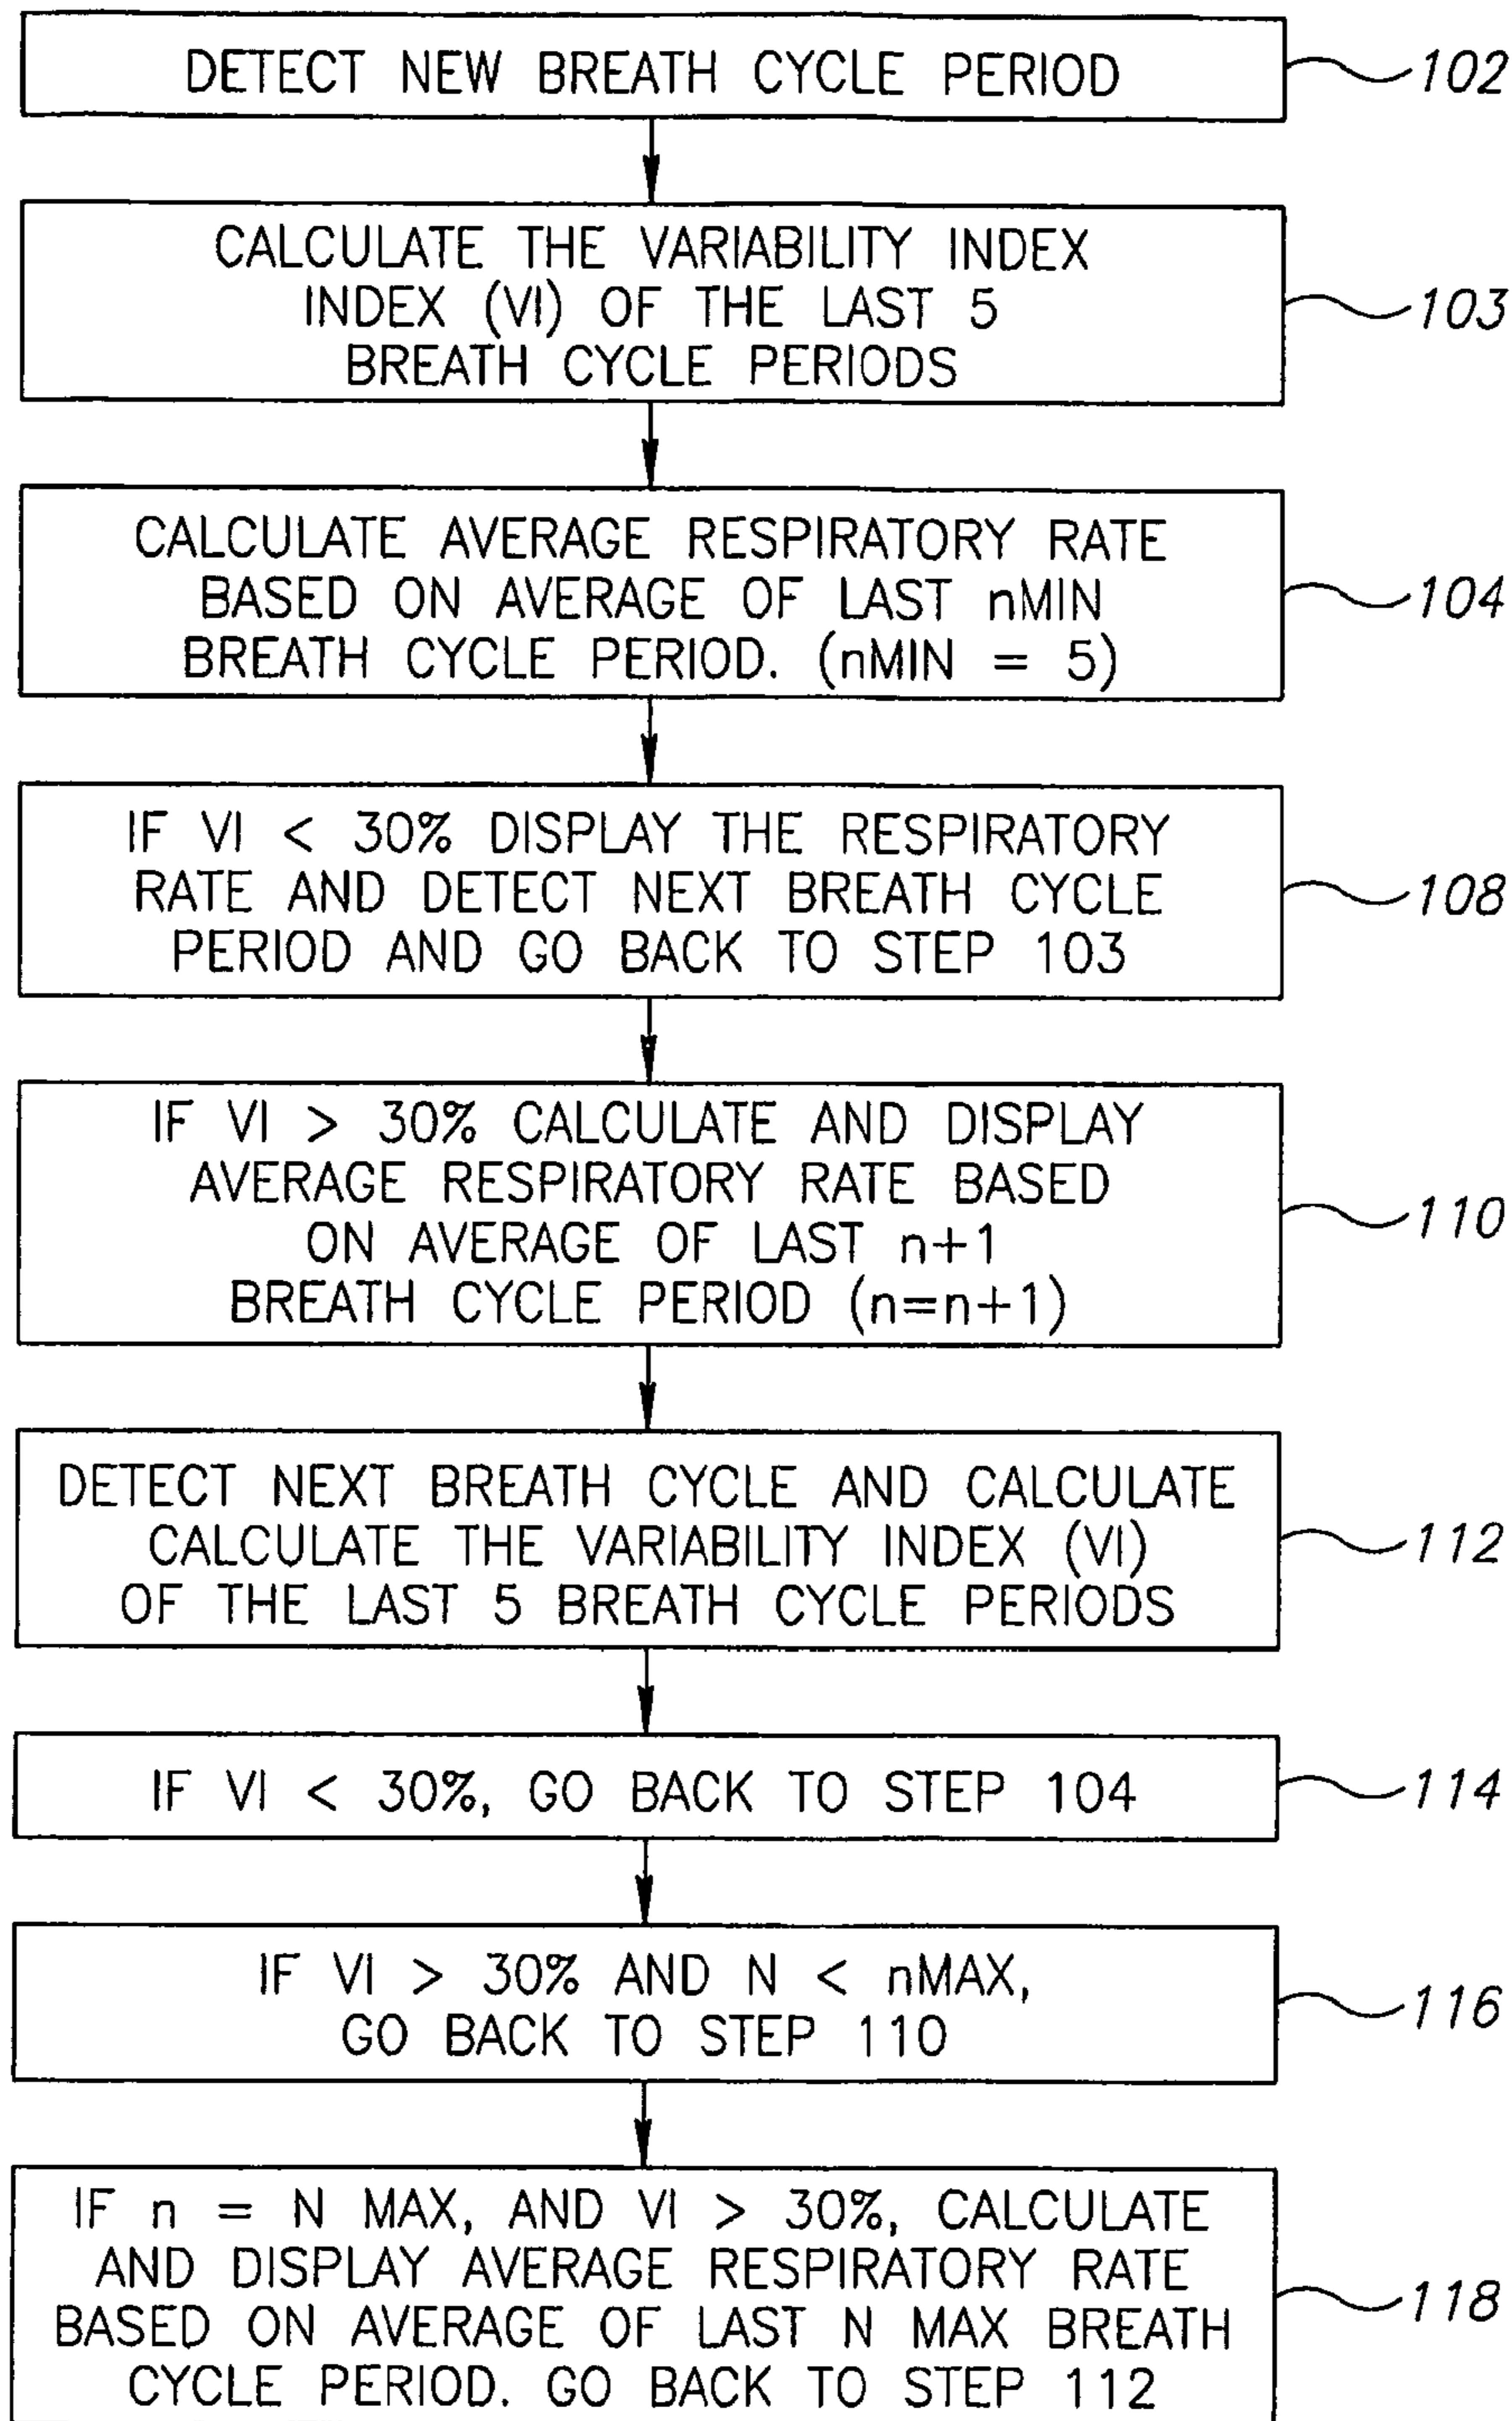 DETECT NEW BREATH CYCLE PERIOD
102
CALCULATE THE VARIABILITY INDEX
INDEX (VI) OF THE LAST 5
BREATH CYCLE PERIODS
103
CALCULATE AVERAGE RESPIRATORY RATE
BASED ON AVERAGE OF LAST nMIN
BREATH CYCLE PERIOD. (nMIN = 5)
104
IF VI < 30% DISPLAY THE RESPIRATORY
RATE AND DETECT NEXT BREATH CYCLE
PERIOD AND GO BACK TO STEP 103
108
IF VI > 30% CALCULATE AND DISPLAY
AVERAGE RESPIRATORY RATE BASED
ON AVERAGE OF LAST n+1
BREATH CYCLE PERIOD (n=n+1)
110
DETECT NEXT BREATH CYCLE AND CALCULATE
CALCULATE THE VARIABILITY INDEX (VI)
OF THE LAST 5 BREATH CYCLE PERIODS
112
IF VI < 30%, GO BACK TO STEP 104
114
IF VI > 30% AND N < nMAX,
GO BACK TO STEP 110
116
IF n = N MAX, AND VI > 30%, CALCULATE
AND DISPLAY AVERAGE RESPIRATORY RATE
BASED ON AVERAGE OF LAST N MAX BREATH
CYCLE PERIOD. GO BACK TO STEP 112
118